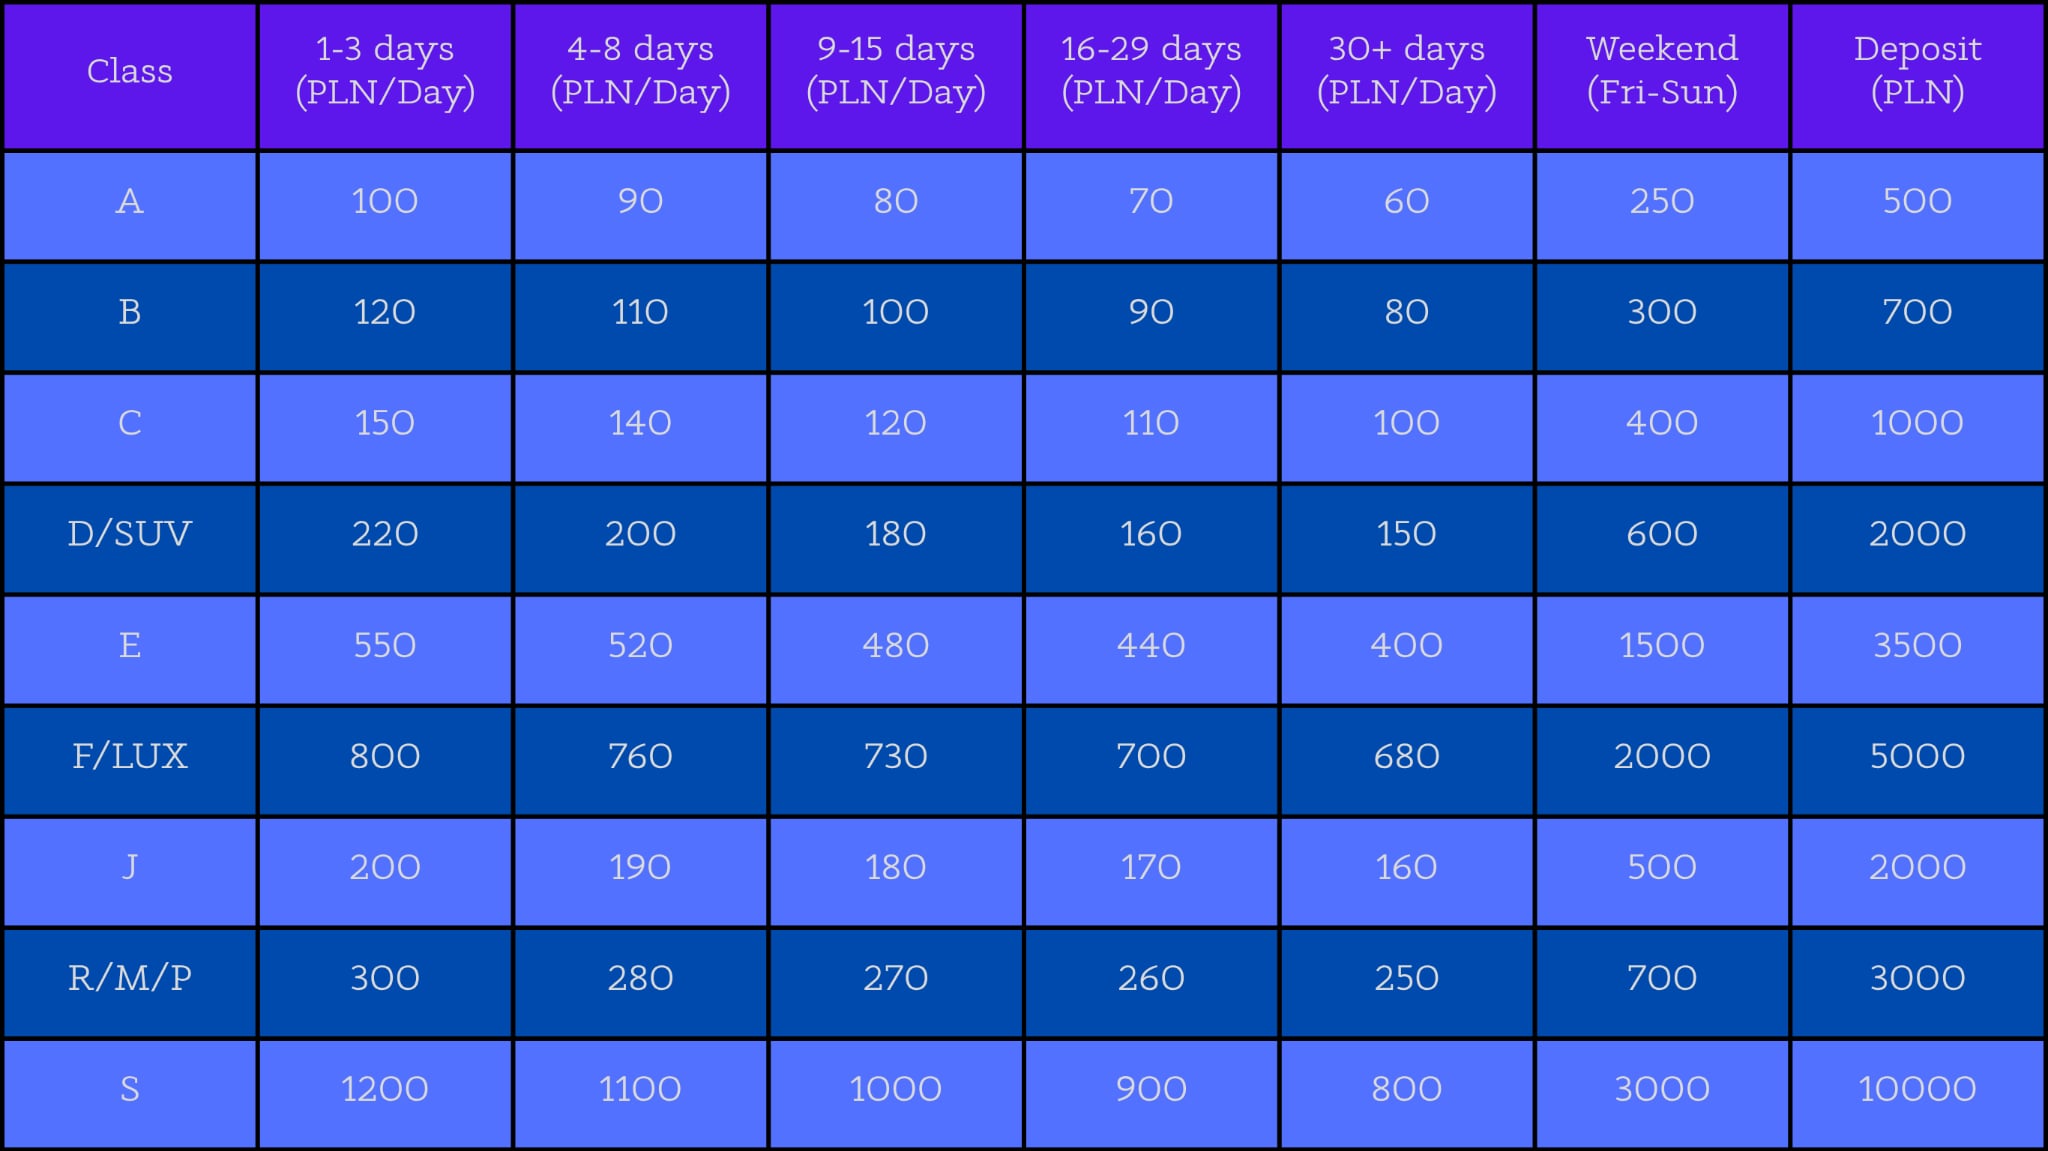 Class 1-3 days (PLN/Day) 4-8 days (PLN/Day) 9-15 days (PLN/Day) 16-29 days (PLN/Day) 30+ days (PLN/Day) Weekend (Fri-Sun) Deposit (PLN)
A 100 90 80 70 60 250 500
B 120 110 100 90 80 300 700
C 150 140 120 110 100 400 1000
D/SUV 220 200 180 160 150 600 2000
E 550 520 480 440 400 1500 3500
F/LUX 800 760 730 700 680 2000 5000
J 200 190 180 170 160 500 2000
R/M/P 300 280 270 260 250 700 3000
S 1200 1100 1000 900 800 3000 10000